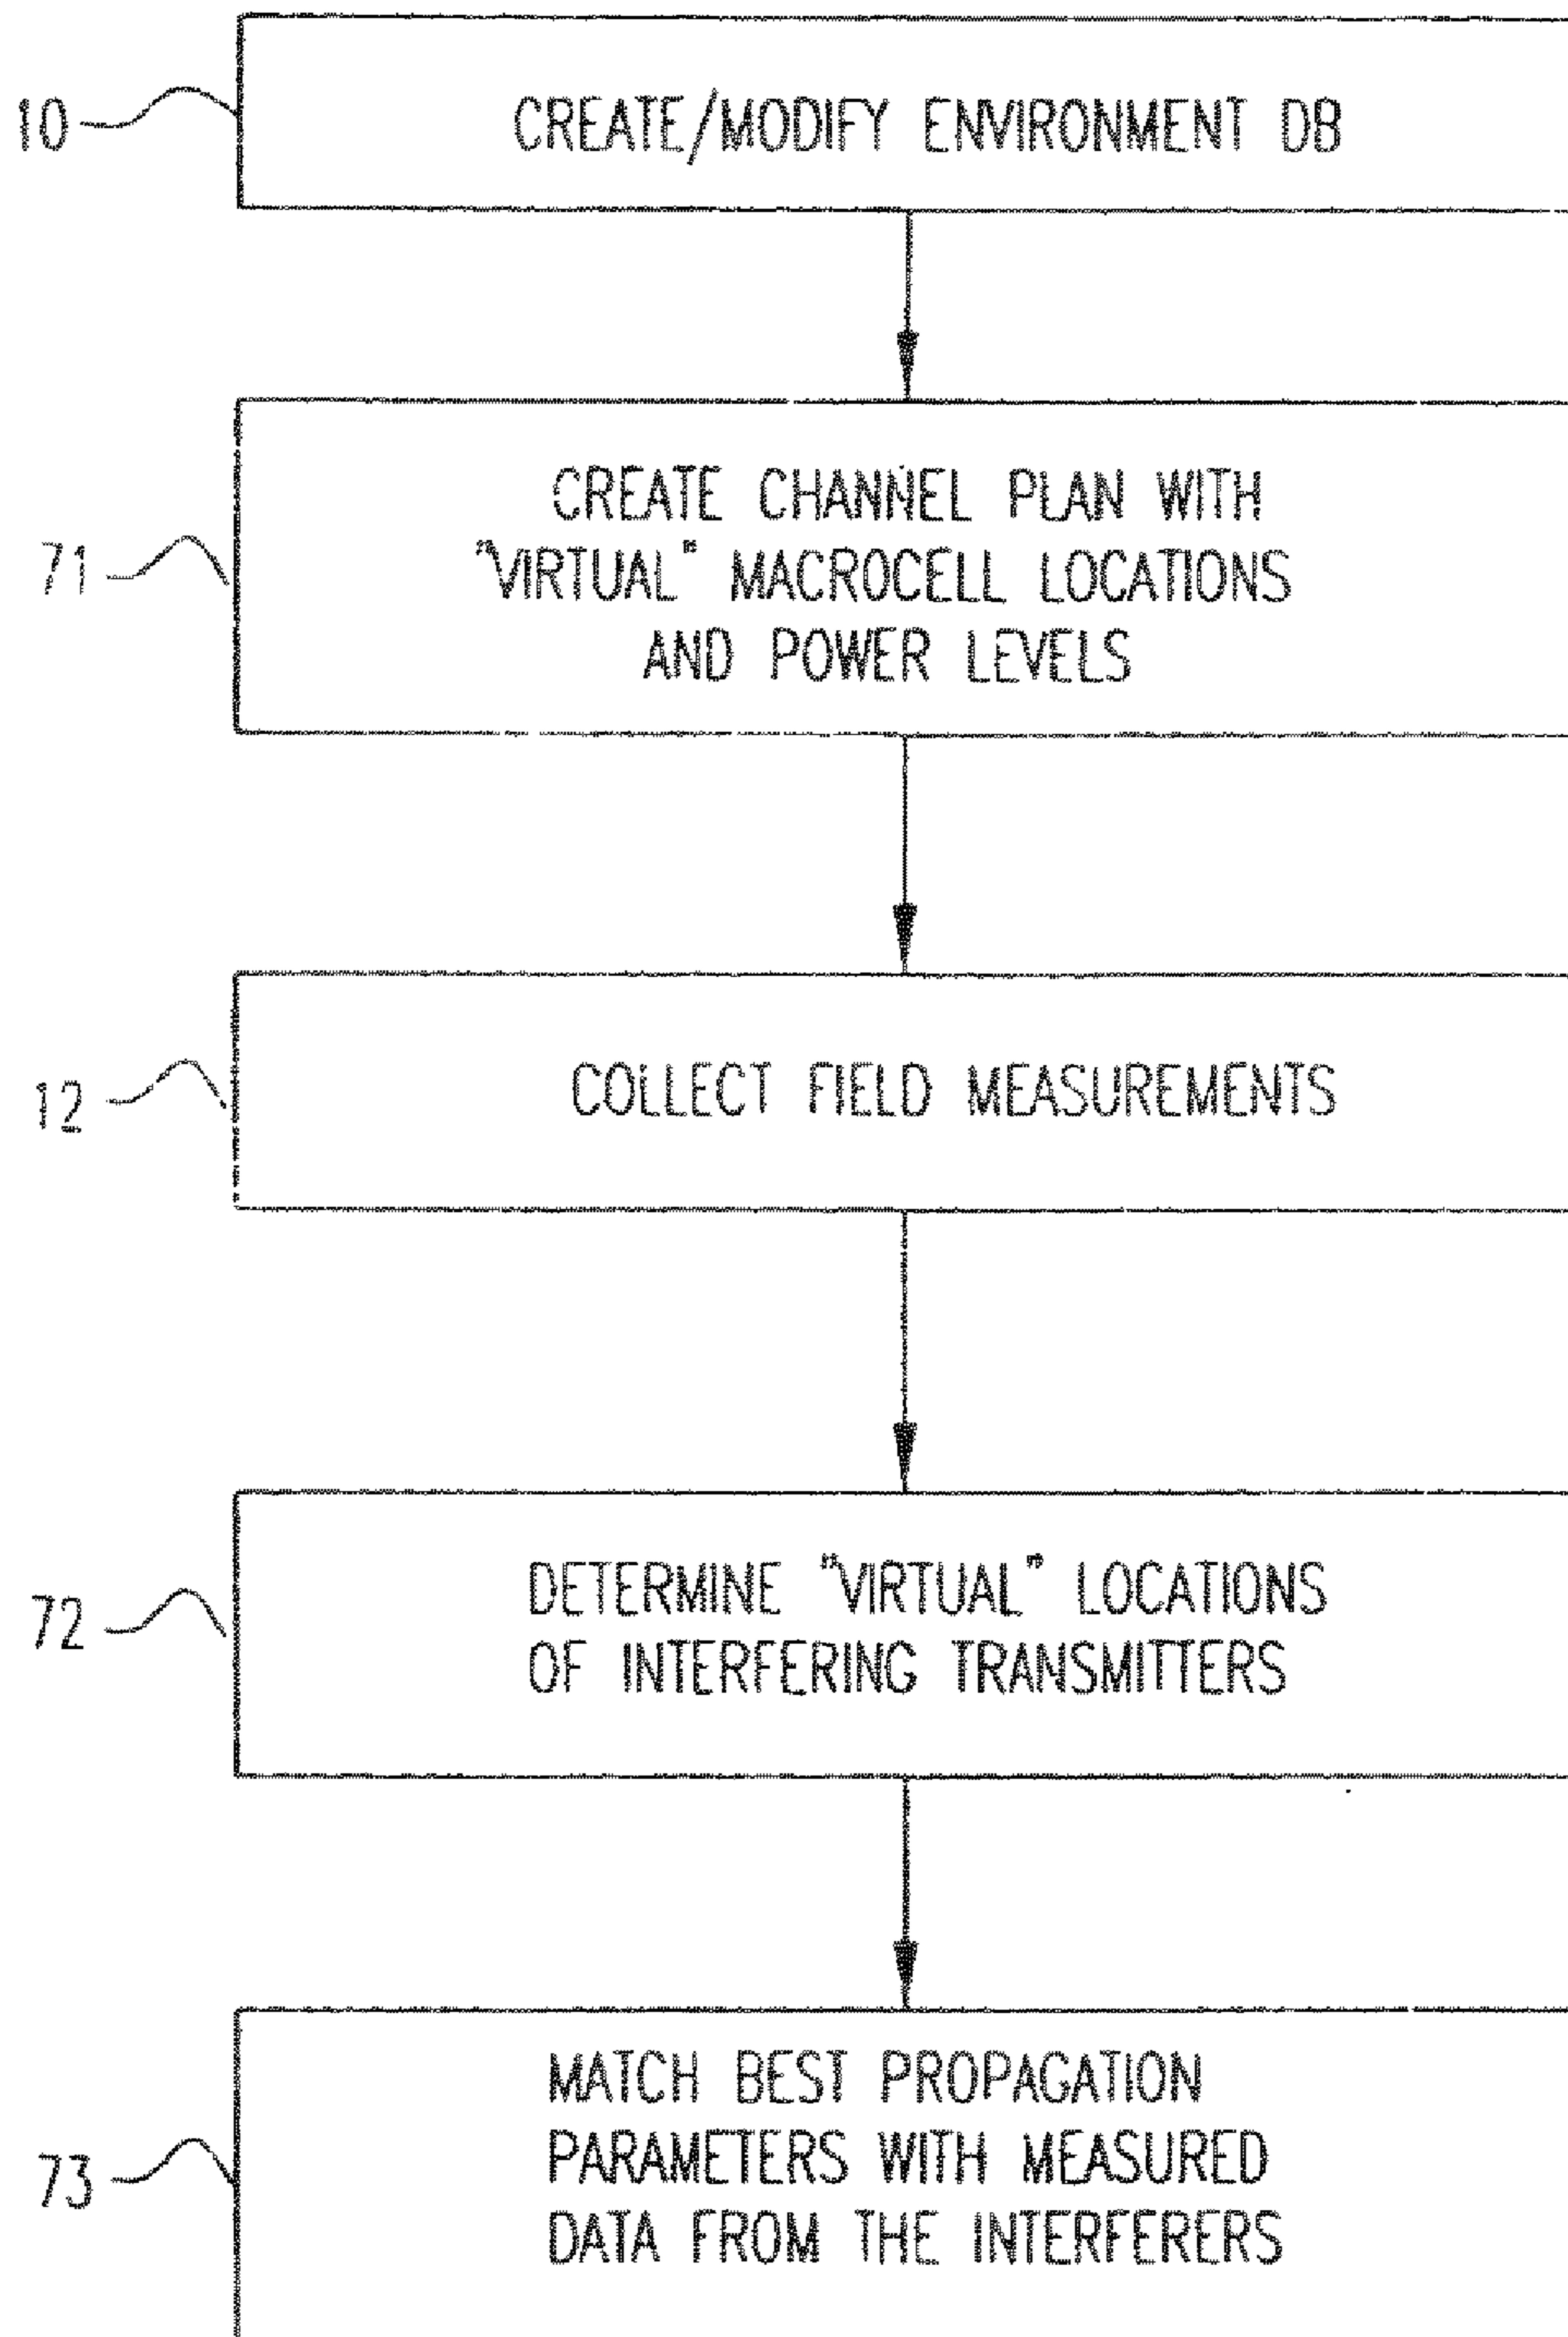 10
CREATE/MODIFY ENVIRONMENT DB
CREATE CHANNEL PLAN WITH
71
"VIRTUAL" MACROCELL LOCATIONS
AND POWER LEVELS
12
COLLECT FIELD MEASUREMENTS
72
DETERMINE "VIRTUAL" LOCATIONS
OF INTERFERING TRANSMITTERS
MATCH BEST PROPAGATION
73
PARAMETERS WITH MEASURED
DATA FROM THE INTERFERERS